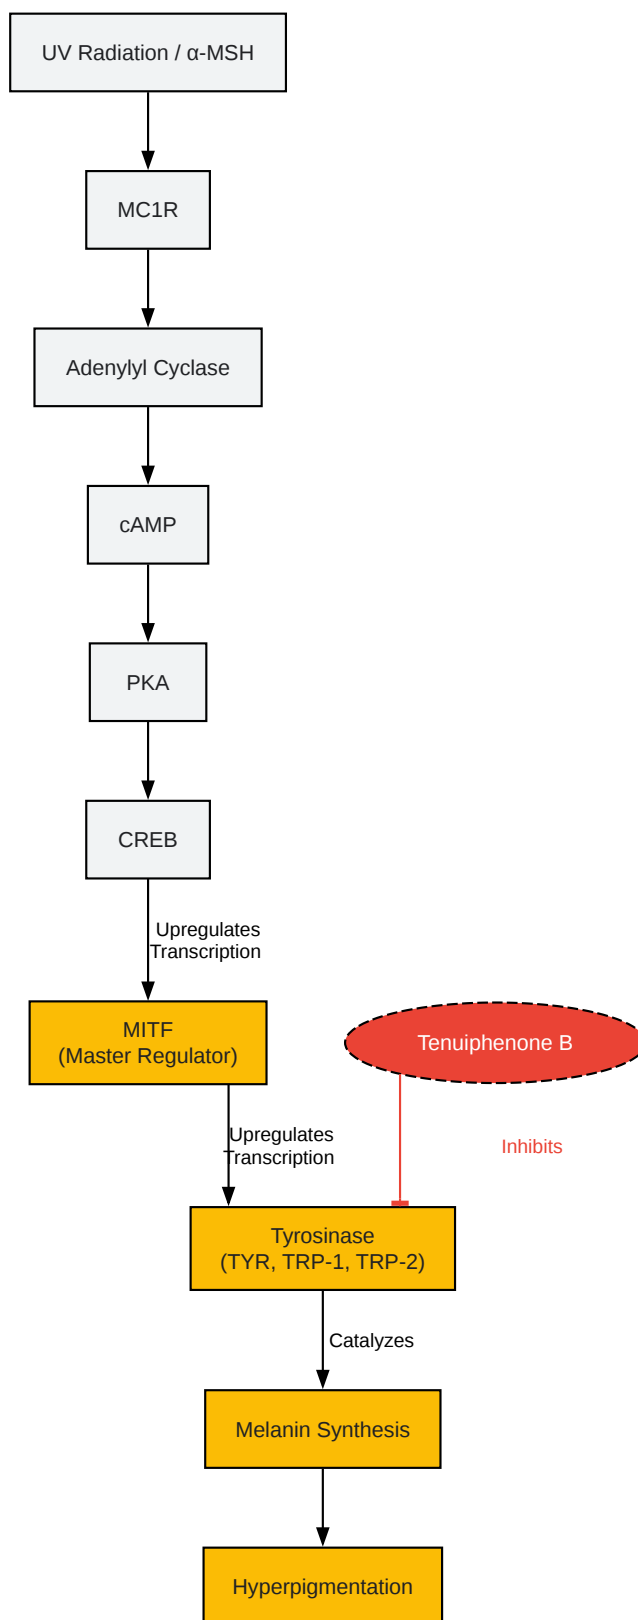 UV Radiation / α-MSH
MC1R
Adenylyl Cyclase
cAMP
PKA
CREB
Upregulates
Transcription
MITF
(Master Regulator)
Tenuiphenone B
Upregulates
Transcription
Inhibits
Tyrosinase
(TYR, TRP-1, TRP-2)
Catalyzes
Melanin Synthesis
Hyperpigmentation